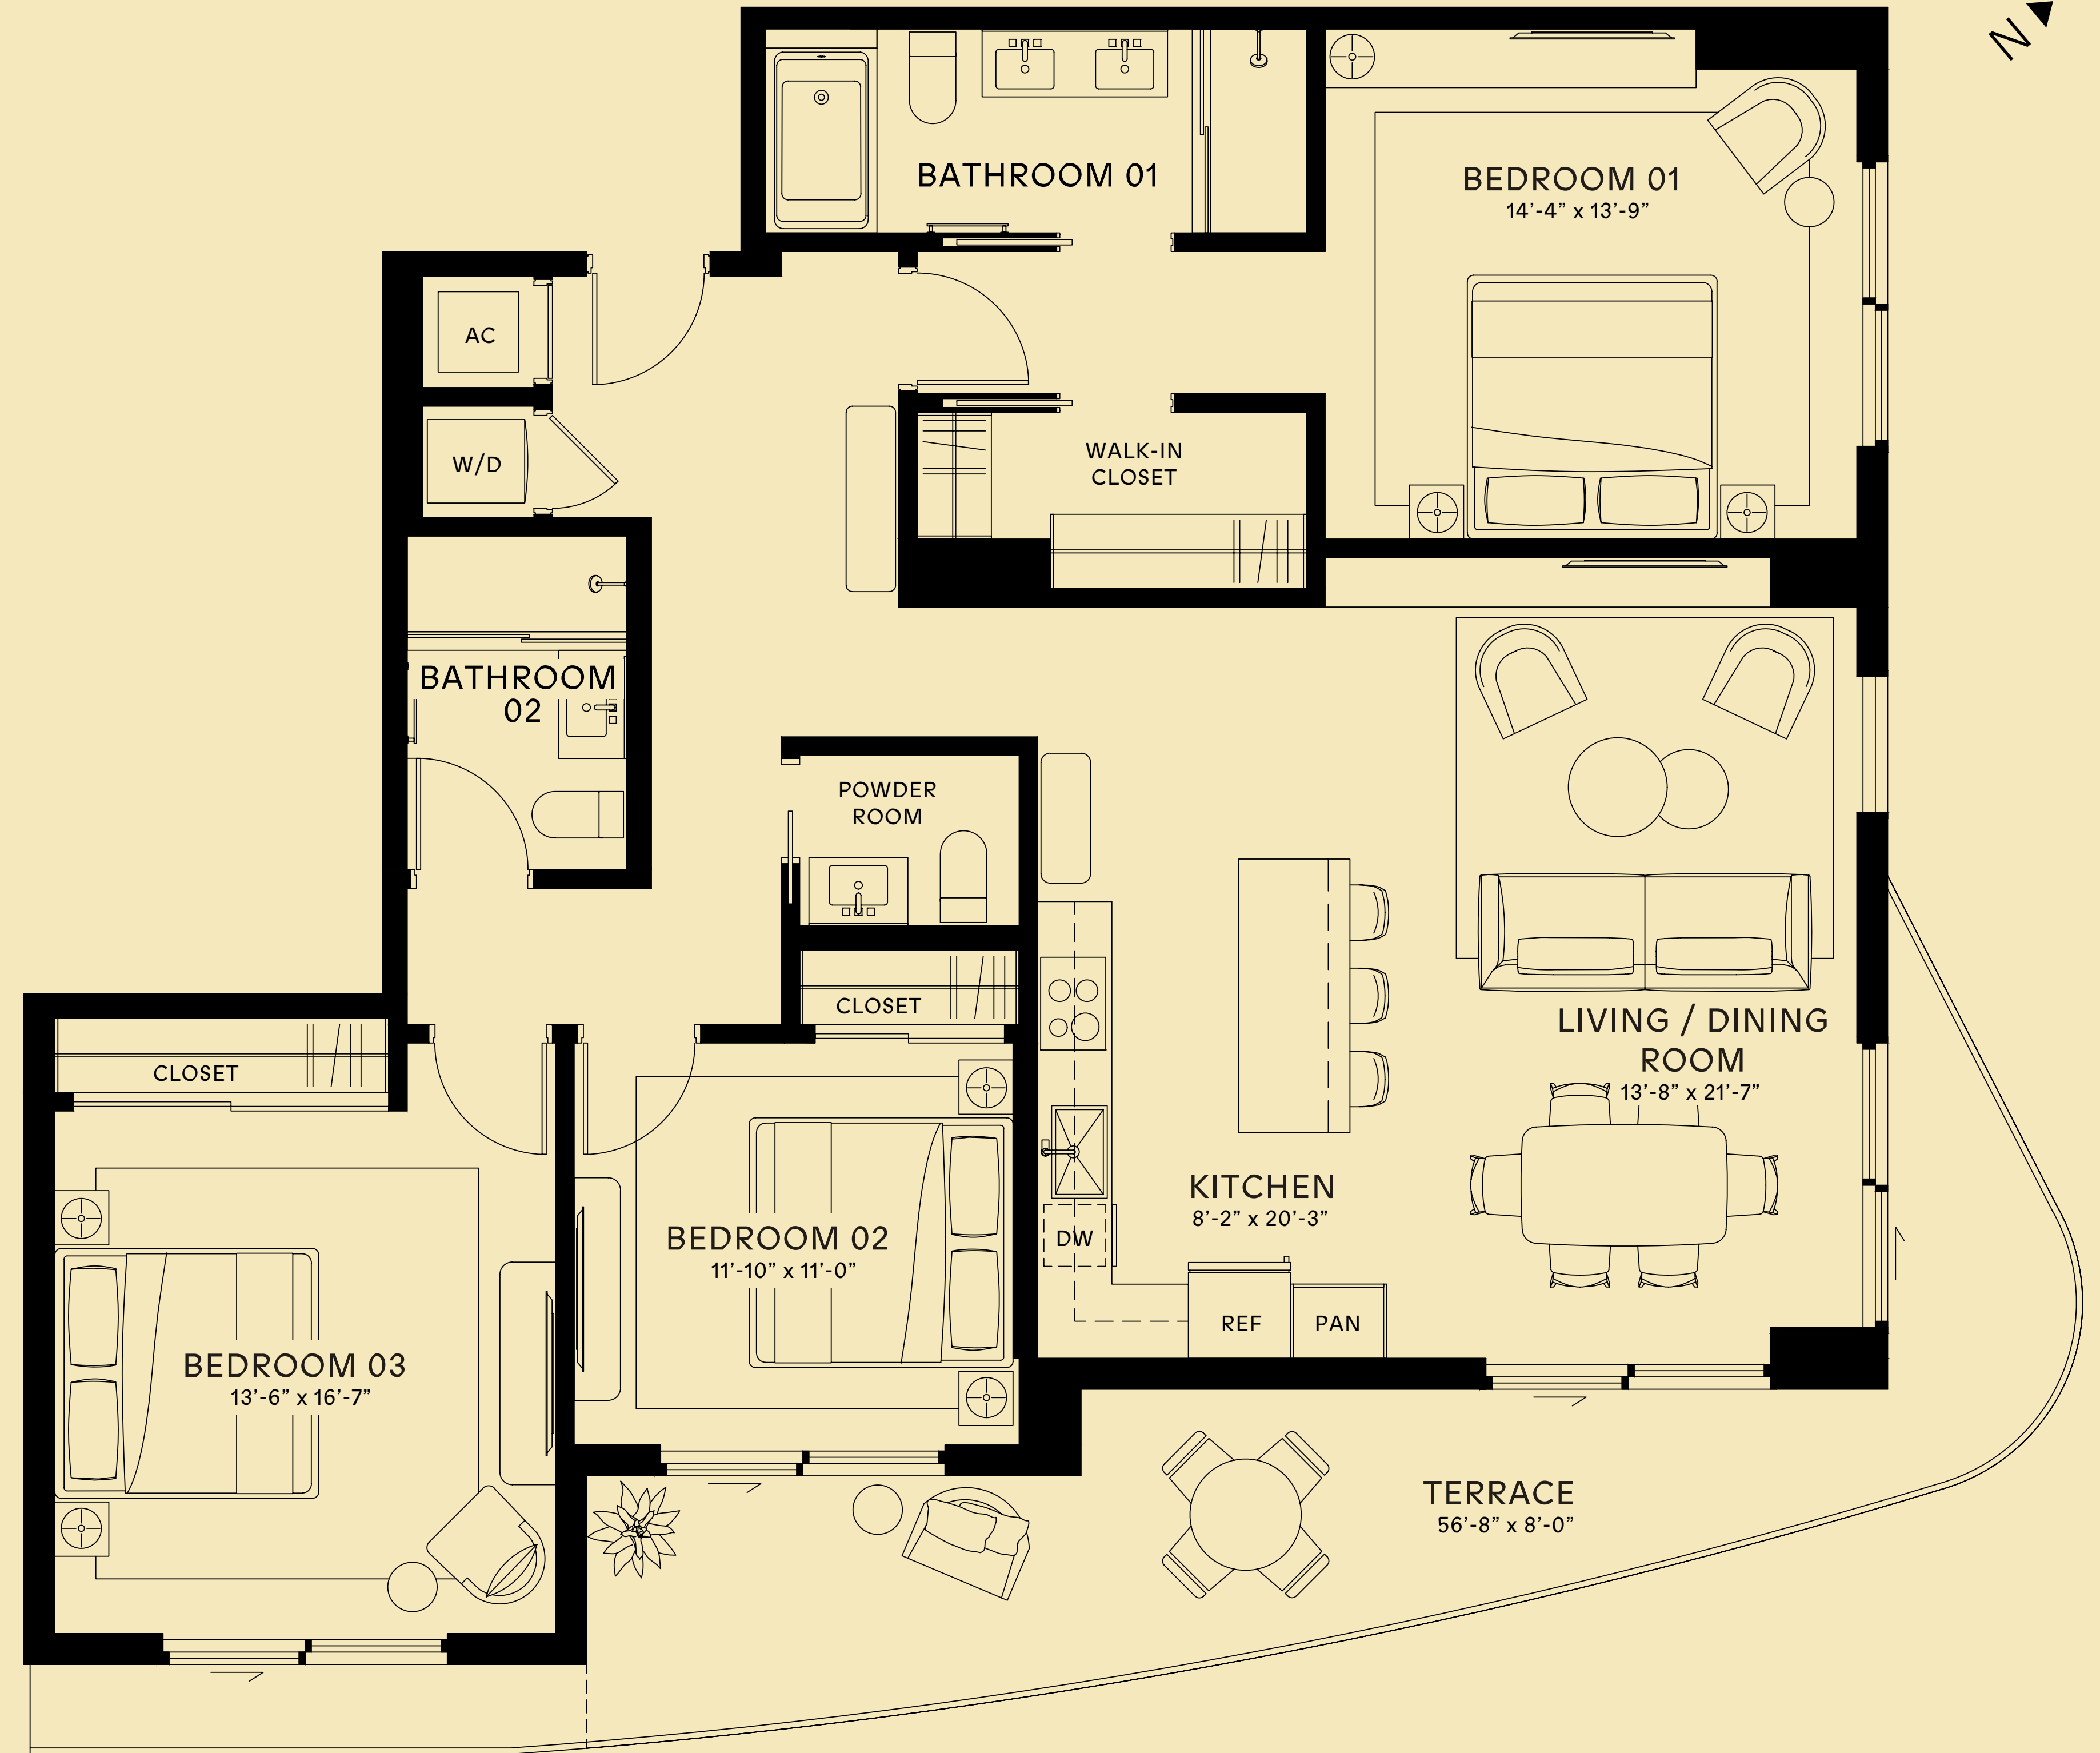 N
BATHROOM 01
BEDROOM 01
14’-4” x 13’-9”
AC
W/D
WALK-IN
CLOSET
BATHROOM
02
POWDER
ROOM
CLOSET
LIVING / DINING
ROOM
13’-8” x 21’-7”
CLOSET
KITCHEN
8’-2” x 20’-3”
DW
BEDROOM 02
11’-10” x 11’-0”
REF
PAN
BEDROOM 03
13’-6” x 16’-7”
TERRACE
56’-8” x 8’-0”